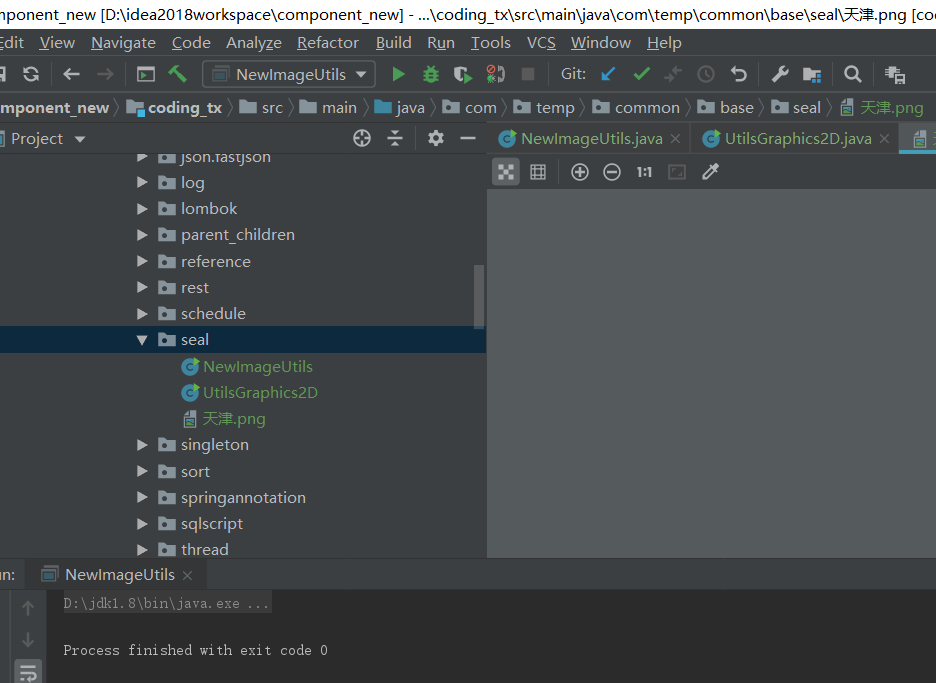 mponent_new [D:\idea2018workspace\component_new] - ...\coding_tx\src\main\java\com\temp\common\base\seal\天津.png [co
Edit View Navigate Code Analyze Refactor Build Run Tools VCS Window Help
NewImageUtils Git: 1:1
mponent_new coding_tx src main java com temp common base seal 天津.png
Project NewImageUtils.java UtilsGraphics2D.java
json.fastjson
log
lombok
parent_children
reference
rest
schedule
seal
NewImageUtils
UtilsGraphics2D
天津.png
singleton
sort
springannotation
sqlscript
thread
un: NewImageUtils
D:\jdk1.8\bin\java.exe ...
Process finished with exit code 0